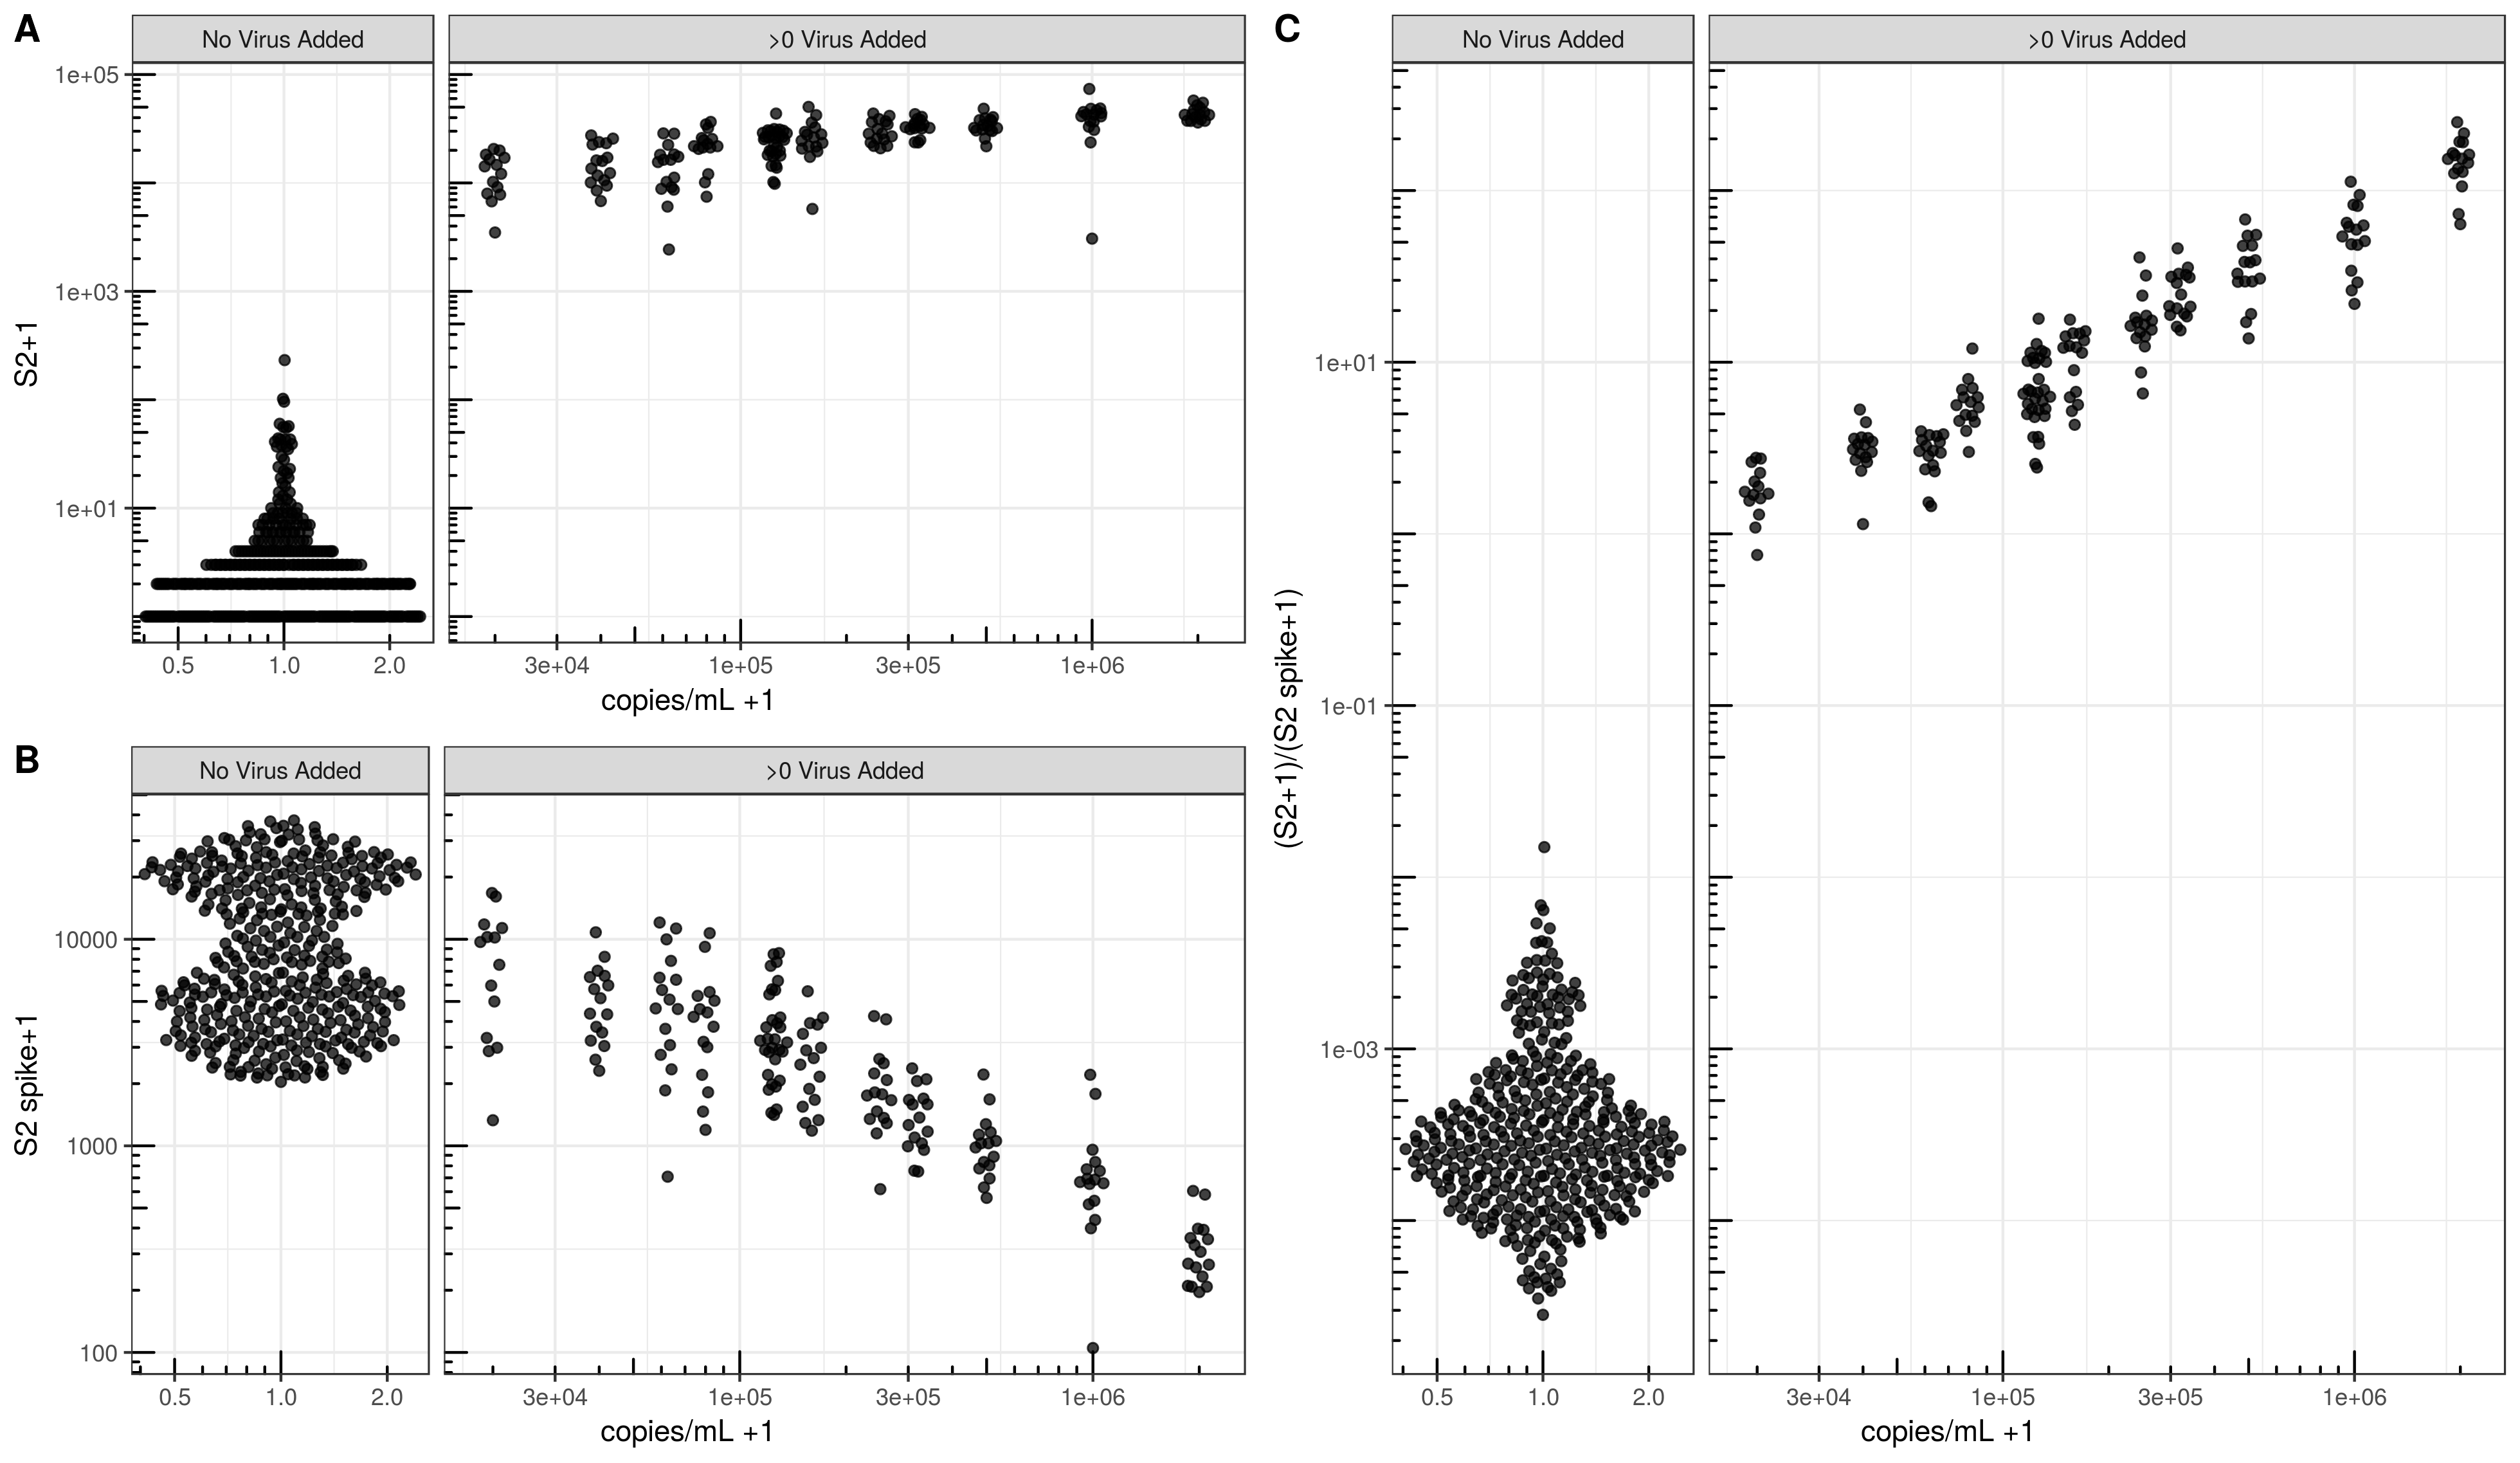 A
No Virus Added
>0 Virus Added
1e+05
1e+03
1e+01
S2+1
0.5
1.0
2.0
3e+04
1e+05
3e+05
1e+06
copies/mL +1
B
No Virus Added
>0 Virus Added
10000
1000
100
S2 spike+1
0.5
1.0
2.0
3e+04
1e+05
3e+05
1e+06
copies/mL +1
C
No Virus Added
>0 Virus Added
1e+01
1e-01
1e-03
(S2+1)/(S2 spike+1)
0.5
1.0
2.0
3e+04
1e+05
3e+05
1e+06
copies/mL +1